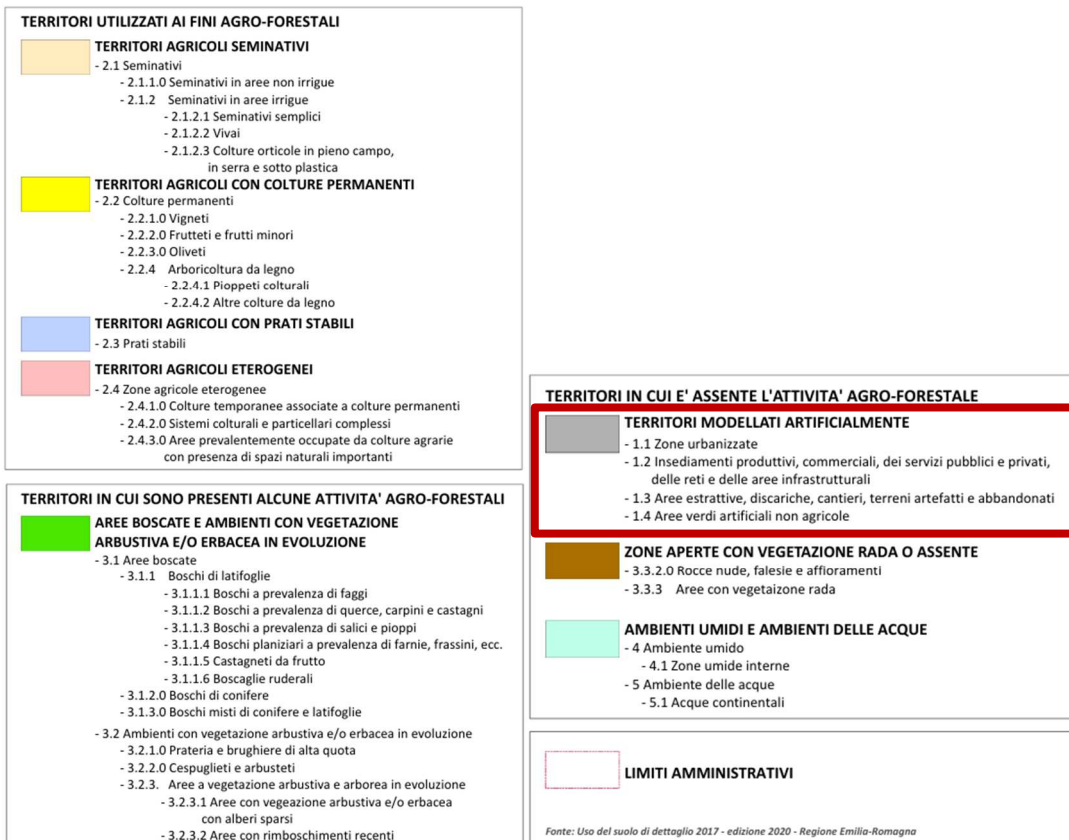 TERRITORI UTILIZZATI AI FINI AGRO-FORESTALI
TERRITORI AGRICOLI SEMINATIVI
- 2.1 Seminativi
- 2.1.1.0 Seminativi in aree non irrigue
- 2.1.2 Seminativi in aree irrigue
- 2.1.2.1 Seminativi semplici
- 2.1.2.2 Vivai
- 2.1.2.3 Colture orticole in pieno campo,
in serra e sotto plastica
TERRITORI AGRICOLI CON COLTURE PERMANENTI
- 2.2 Colture permanenti
- 2.2.1.0 Vigneti
- 2.2.2.0 Frutteti e frutti minori
- 2.2.3.0 Oliveti
- 2.2.4 Arboricoltura da legno
- 2.2.4.1 Pioppeti colturali
- 2.2.4.2 Altre colture da legno
TERRITORI AGRICOLI CON PRATI STABILI
- 2.3 Prati stabili
TERRITORI AGRICOLI ETEROGENEI
- 2.4 Zone agricole eterogenee
- 2.4.1.0 Colture temporanee associate a colture permanenti
- 2.4.2.0 Sistemi colturali e particellari complessi
- 2.4.3.0 Aree prevalentemente occupate da colture agrarie
con presenza di spazi naturali importanti
TERRITORI IN CUI SONO PRESENTI ALCUNE ATTIVITA' AGRO-FORESTALI
AREE BOSCATE E AMBIENTI CON VEGETAZIONE
ARBUSTIVA E/O ERBACEA IN EVOLUZIONE
- 3.1 Aree boscate
- 3.1.1 Boschi di latifoglie
- 3.1.1.1 Boschi a prevalenza di faggi
- 3.1.1.2 Boschi a prevalenza di querce, carpini e castagni
- 3.1.1.3 Boschi a prevalenza di salici e pioppi
- 3.1.1.4 Boschi planiziari a prevalenza di farnie, frassini, ecc.
- 3.1.1.5 Castagneti da frutto
- 3.1.1.6 Boscaglie ruderali
- 3.1.2.0 Boschi di conifere
- 3.1.3.0 Boschi misti di conifere e latifoglie
- 3.2 Ambienti con vegetazione arbustiva e/o erbacea in evoluzione
- 3.2.1.0 Prateria e brughiere di alta quota
- 3.2.2.0 Cespuglieti e arbusteti
- 3.2.3. Aree a vegetazione arbustiva e arborea in evoluzione
- 3.2.3.1 Aree con vegeazione arbustiva e/o erbacea
con alberi sparsi
- 3.2.3.2 Aree con rimboschimenti recenti
TERRITORI IN CUI E' ASSENTE L'ATTIVITA' AGRO-FORESTALE
TERRITORI MODELLATI ARTIFICIALMENTE
- 1.1 Zone urbanizzate
- 1.2 Insediamenti produttivi, commerciali, dei servizi pubblici e privati,
delle reti e delle aree infrastrutturali
- 1.3 Aree estrattive, discariche, cantieri, terreni artefatti e abbandonati
- 1.4 Aree verdi artificiali non agricole
ZONE APERTE CON VEGETAZIONE RADA O ASSENTE
- 3.3.2.0 Rocce nude, falesie e affioramenti
- 3.3.3 Aree con vegetaizone rada
AMBIENTI UMIDI E AMBIENTI DELLE ACQUE
- 4 Ambiente umido
- 4.1 Zone umide interne
- 5 Ambiente delle acque
- 5.1 Acque continentali
LIMITI AMMINISTRATIVI
Fonte: Uso del suolo di dettaglio 2017 - edizione 2020 - Regione Emilia-Romagna